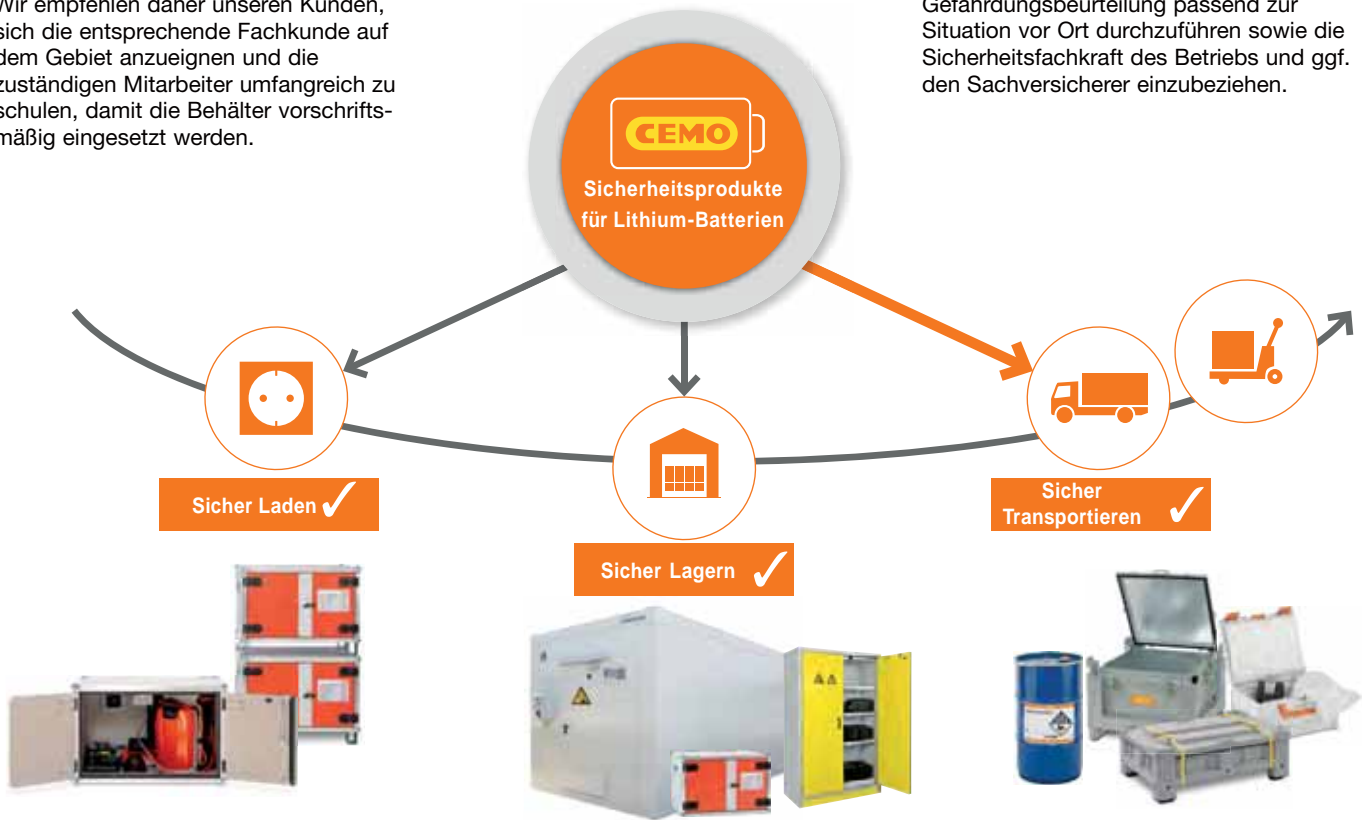 Wir empfehlen daher unseren Kunden,
sich die entsprechende Fachkunde auf
dem Gebiet anzueignen und die
zuständigen Mitarbeiter umfangreich zu
schulen, damit die Behälter vorschrifts-
mäßig eingesetzt werden.
Gefährdungsbeurteilung passend zur
Situation vor Ort durchzuführen sowie die
Sicherheitsfachkraft des Betriebs und ggf.
den Sachversicherer einzubeziehen.
CEMO
Sicherheitsprodukte
für Lithium-Batterien
Sicher Laden
Sicher Lagern
Sicher
Transportieren